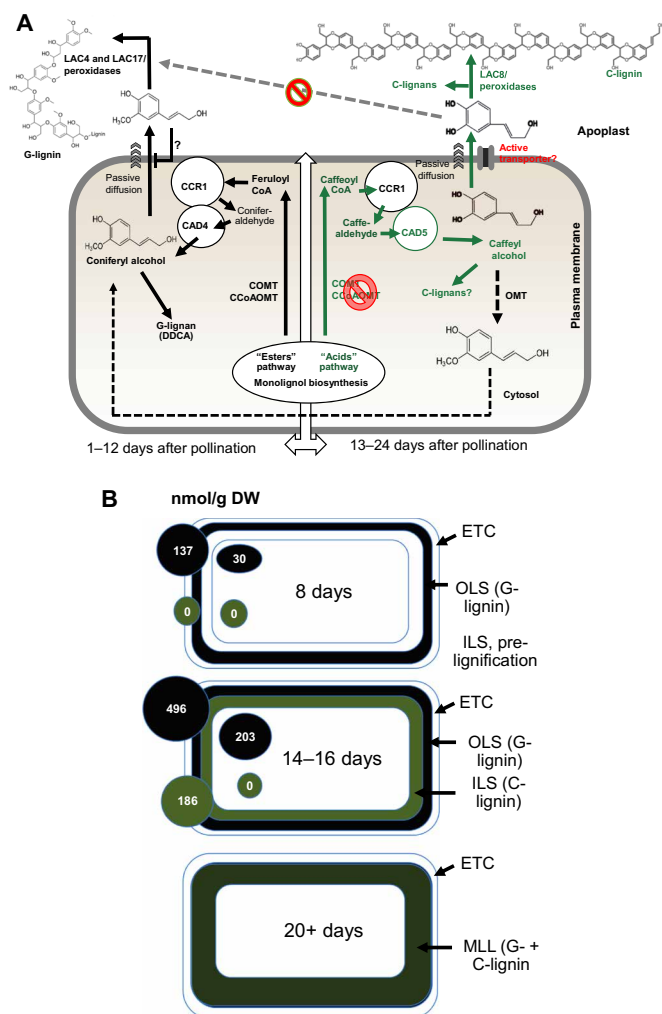 A
LAC4 and LAC17/
peroxidases
G-lignin
Lignin
LAC8/
peroxidases
C-lignans
C-lignin
Apoplast
?
Passive
diffusion
CCR1
Feruloyl
CoA
Conifer-
aldehyde
CAD4
Coniferyl alcohol
G-lignan
(DDCA)
COMT
CCoAOMT
"Esters"
pathway
"Acids"
pathway
Monolignol biosynthesis
Caffeoyl
CoA
CCR1
Caffe-
aldehyde
CAD5
COMT
CCoAOMT
Passive
diffusion
Active
transporter?
Caffeyl
alcohol
C-lignans?
OMT
Cytosol
Plasma membrane
1–12 days after pollination
13–24 days after pollination
B
nmol/g DW
137
30
0
0
8 days
ETC
OLS (G-
lignin)
ILS, pre-
lignification
496
203
186
0
14–16 days
ETC
OLS (G-
lignin)
ILS (C-
lignin)
20+ days
ETC
MLL (G- +
C-lignin